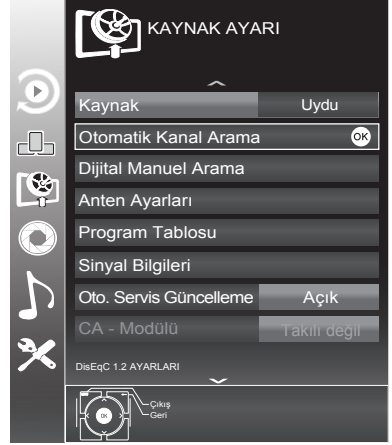 KAYNAK AYARI
Kaynak Uydu
Otomatik Kanal Arama OK
Dijital Manuel Arama
Anten Ayarları
Program Tablosu
Sinyal Bilgileri
Oto. Servis Güncelleme Açık
CA - Modülü Takılı değil
DisEqC 1.2 AYARLARI
Çıkış
OK Geri